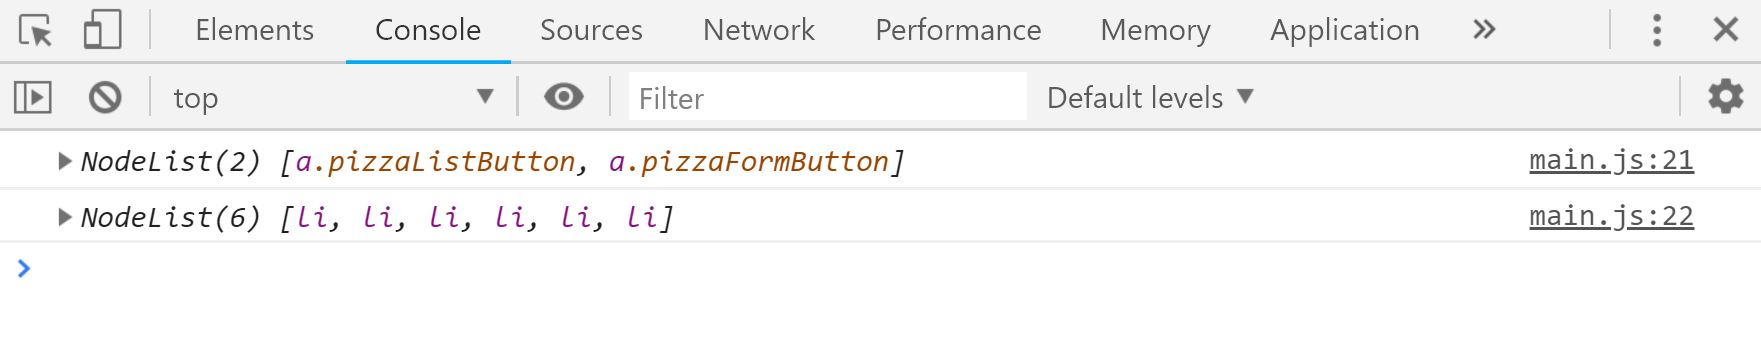 Elements Console Sources Network Performance Memory Application
top Filter Default levels
NodeList(2) [a.pizzaListButton, a.pizzaFormButton] main.js:21
NodeList(6) [li, li, li, li, li, li] main.js:22